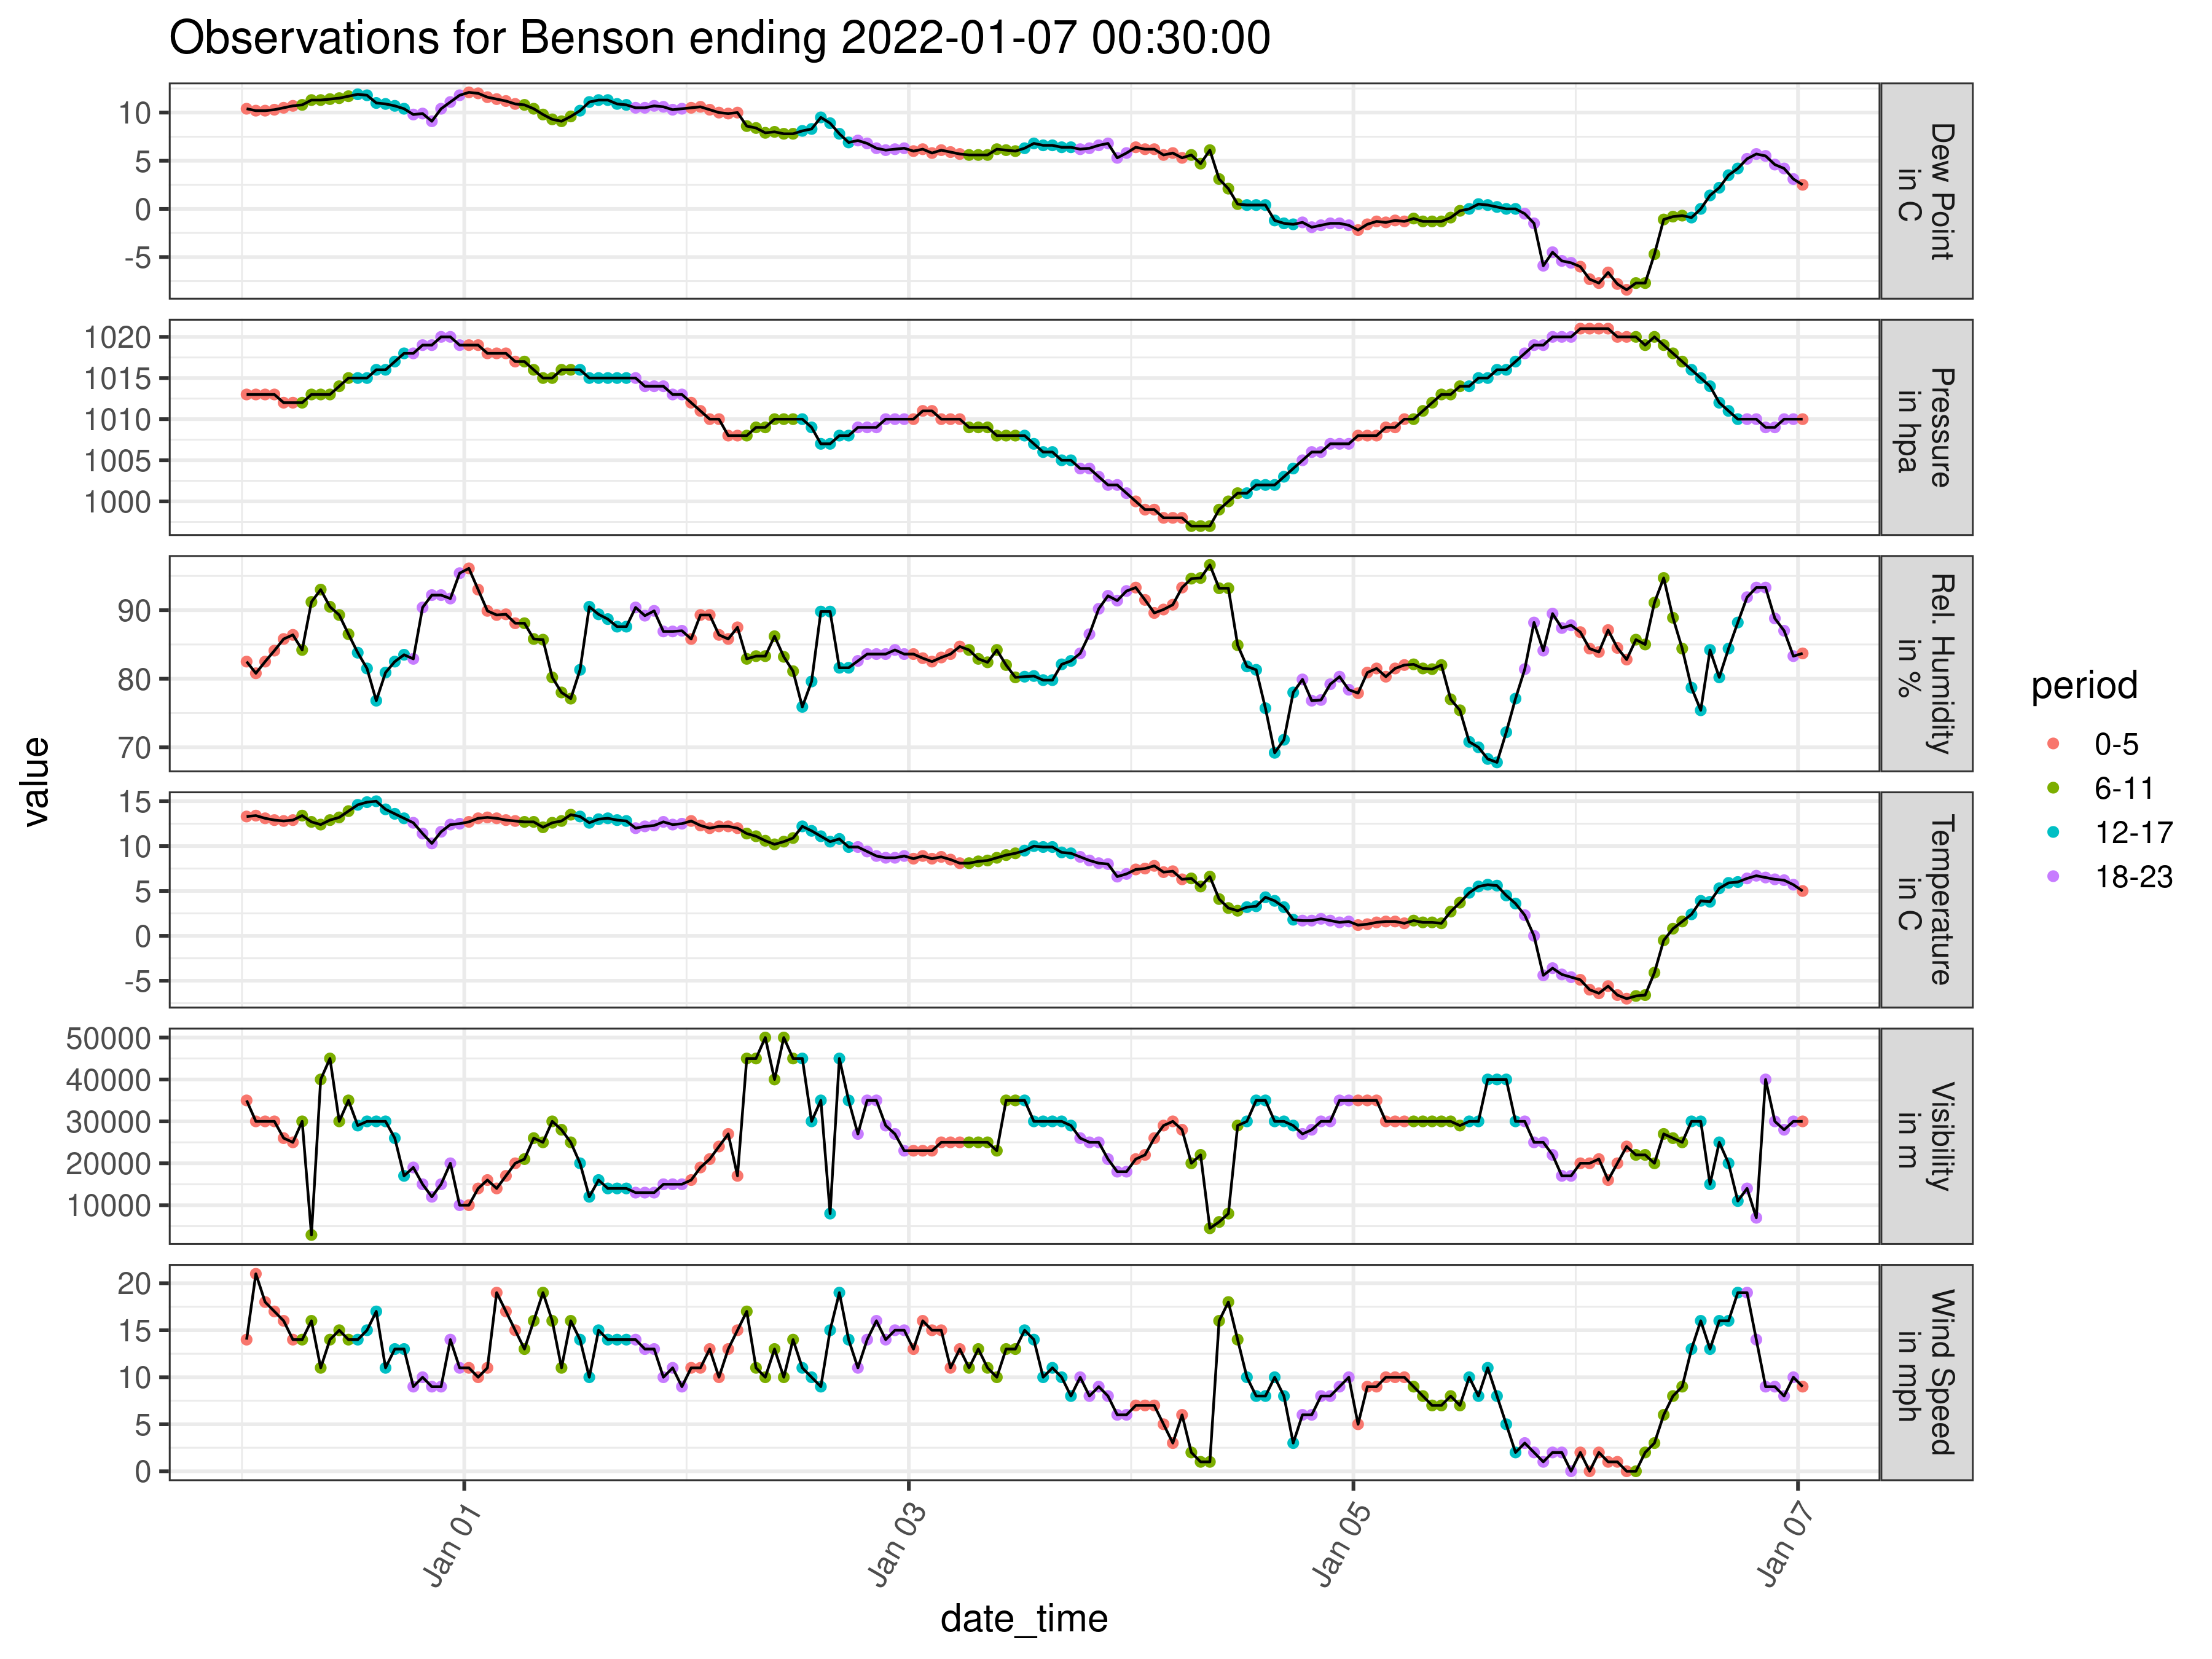 Observations for Benson ending 2022-01-07 00:30:00
value
10
5
0
-5
Dew Point
in C
1020
1015
1010
1005
1000
Pressure
in hpa
90
80
70
Rel. Humidity
in %
15
10
5
0
-5
Temperature
in C
50000
40000
30000
20000
10000
Visibility
in m
20
15
10
5
0
Wind Speed
in mph
Jan 01
Jan 03
Jan 05
Jan 07
date_time
period
0-5
6-11
12-17
18-23